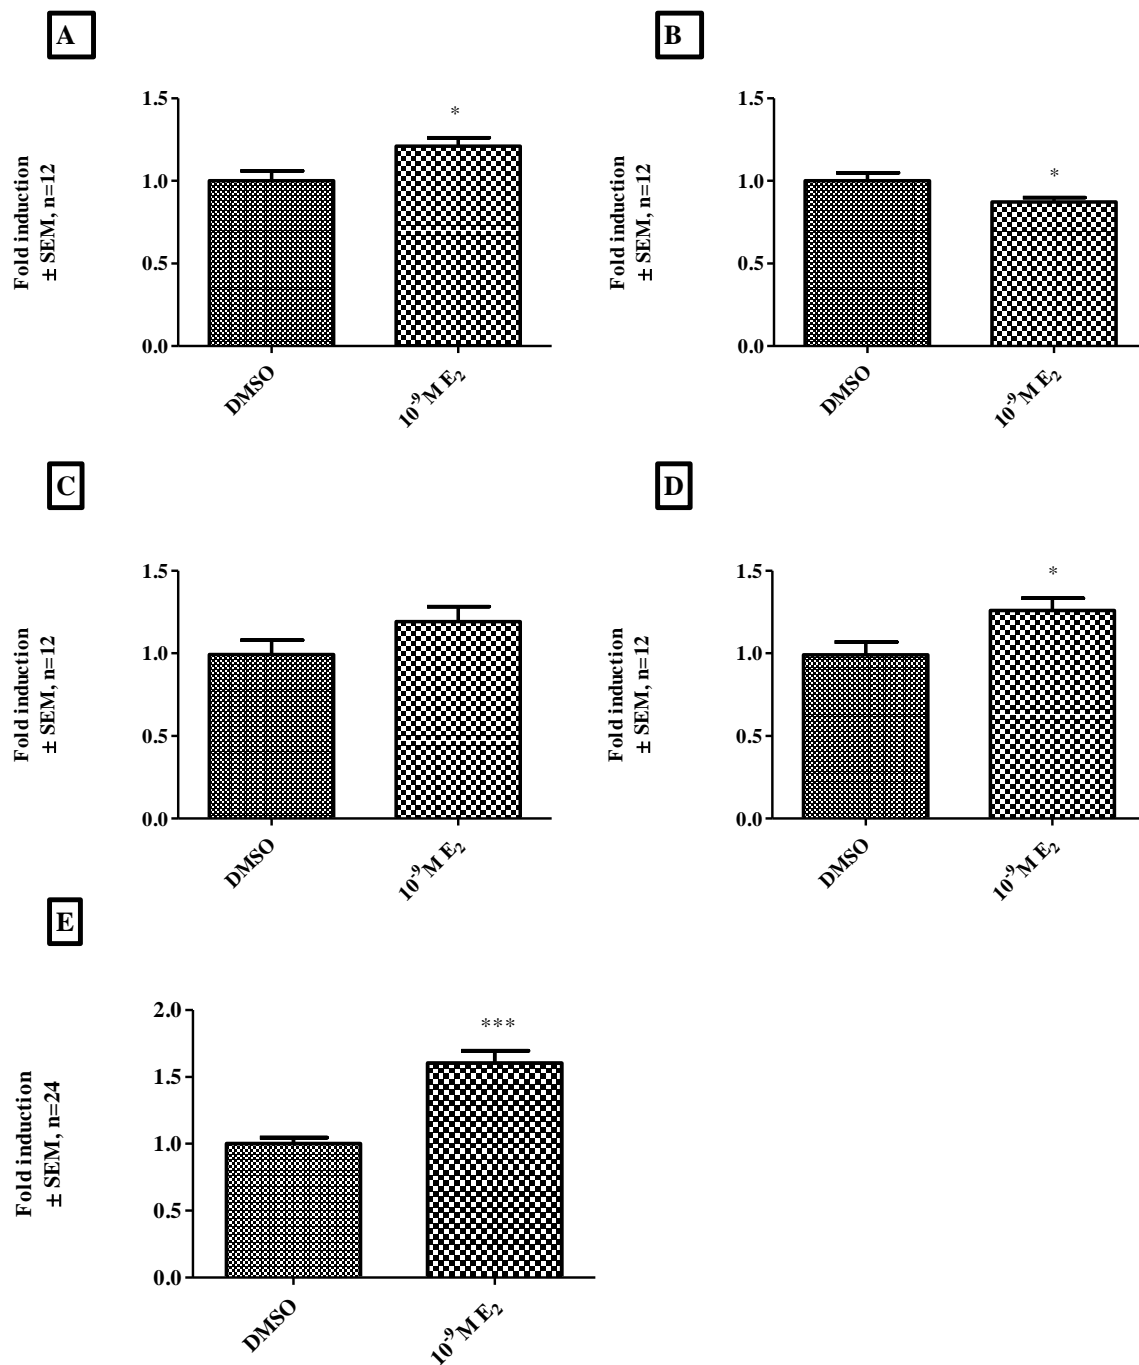 A
1.5
1.0
0.5
0.0
Fold induction
± SEM, n=12
*
DMSO
10⁻⁹M E₂
B
1.5
1.0
0.5
0.0
Fold induction
± SEM, n=12
*
DMSO
10⁻⁹M E₂
C
1.5
1.0
0.5
0.0
Fold induction
± SEM, n=12
DMSO
10⁻⁹M E₂
D
1.5
1.0
0.5
0.0
Fold induction
± SEM, n=12
*
DMSO
10⁻⁹M E₂
E
2.0
1.5
1.0
0.5
0.0
Fold induction
± SEM, n=24
***
DMSO
10⁻⁹M E₂